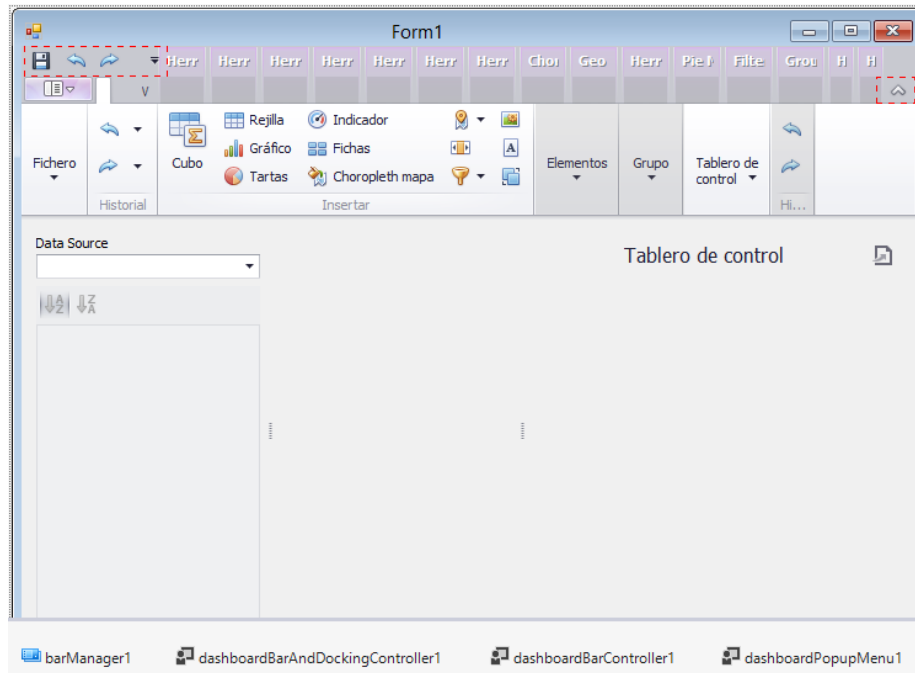 Form1
Herr Herr Herr Herr Herr Herr Herr Choı Geo Herr Pie Filte Grou H H
V
Rejilla Indicador
Gráfico Fichas A
Fichero Cubo Tartas Choropleth mapa Elementos Grupo Tablero de control
Historial Insertar Hi...
Data Source
Tablero de control
A Z Z A
barManager1 dashboardBarAndDockingController1 dashboardBarController1 dashboardPopupMenu1